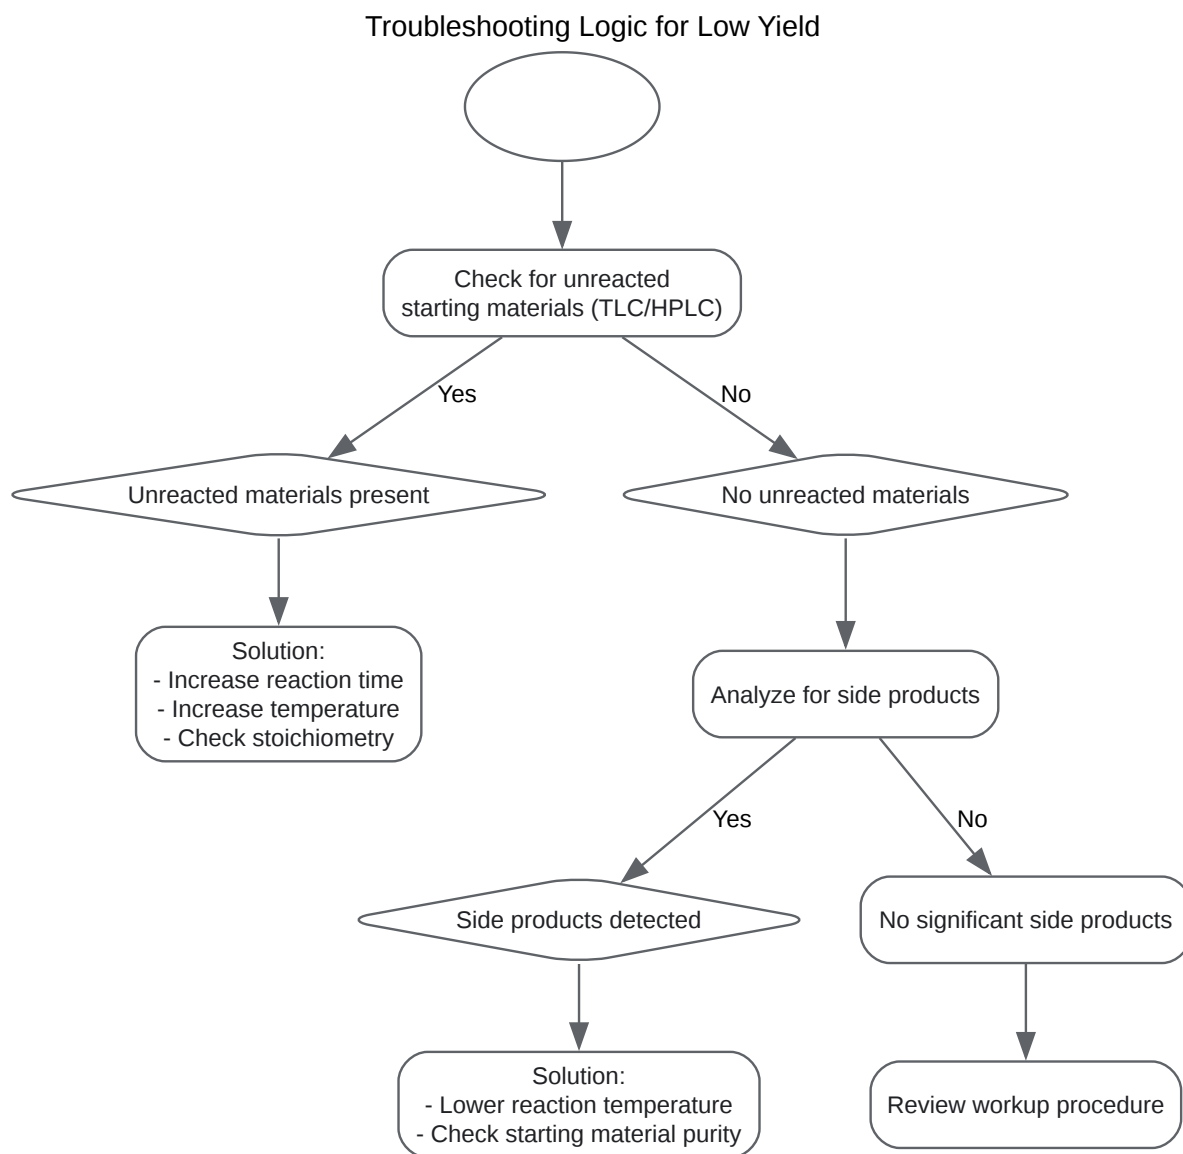 Troubleshooting Logic for Low Yield
Check for unreacted
starting materials (TLC/HPLC)
Yes
No
Unreacted materials present
No unreacted materials
Solution:
- Increase reaction time
- Increase temperature
- Check stoichiometry
Analyze for side products
Yes
No
Side products detected
No significant side products
Solution:
- Lower reaction temperature
- Check starting material purity
Review workup procedure